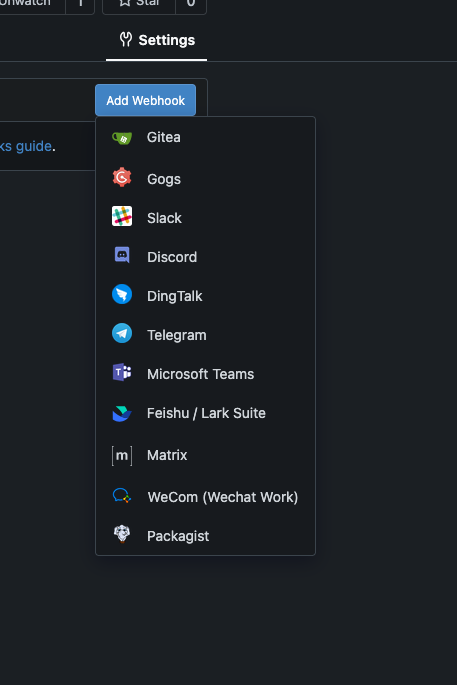 Unwatch 1 Star 0
Settings
Add Webhook
ks guide.
Gitea
Gogs
Slack
Discord
DingTalk
Telegram
Microsoft Teams
Feishu / Lark Suite
[m] Matrix
WeCom (Wechat Work)
Packagist